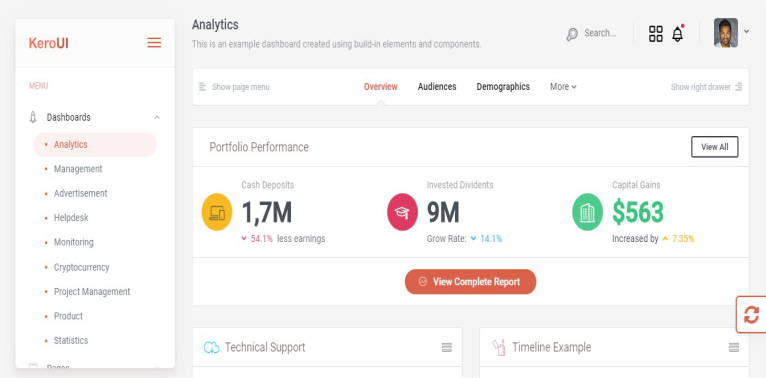 KeroUI
MENU
Dashboards
Analytics
Management
Advertisement
Helpdesk
Monitoring
Cryptocurrency
Project Management
Product
Statistics
Pages
Analytics
This is an example dashboard created using build-in elements and components.
Search...
Show page menu
Overview Audiences Demographics More
Show right drawer
Portfolio Performance
View All
Cash Deposits
1,7M
54.1% less earnings
Invested Dividents
9M
Grow Rate: 14.1%
Capital Gains
$563
Increased by 7.35%
View Complete Report
Technical Support
Timeline Example